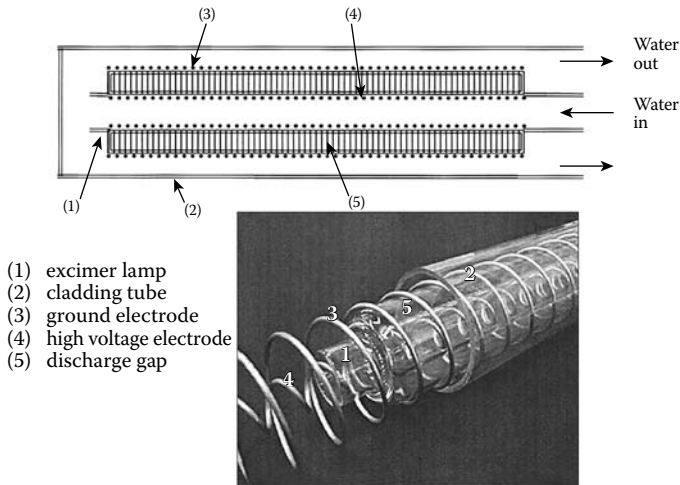 (3)
(4)
Water
out
Water
in
(1)
(2)
(5)
(1) excimer lamp
(2) cladding tube
(3) ground electrode
(4) high voltage electrode
(5) discharge gap
2
5
3
1
4